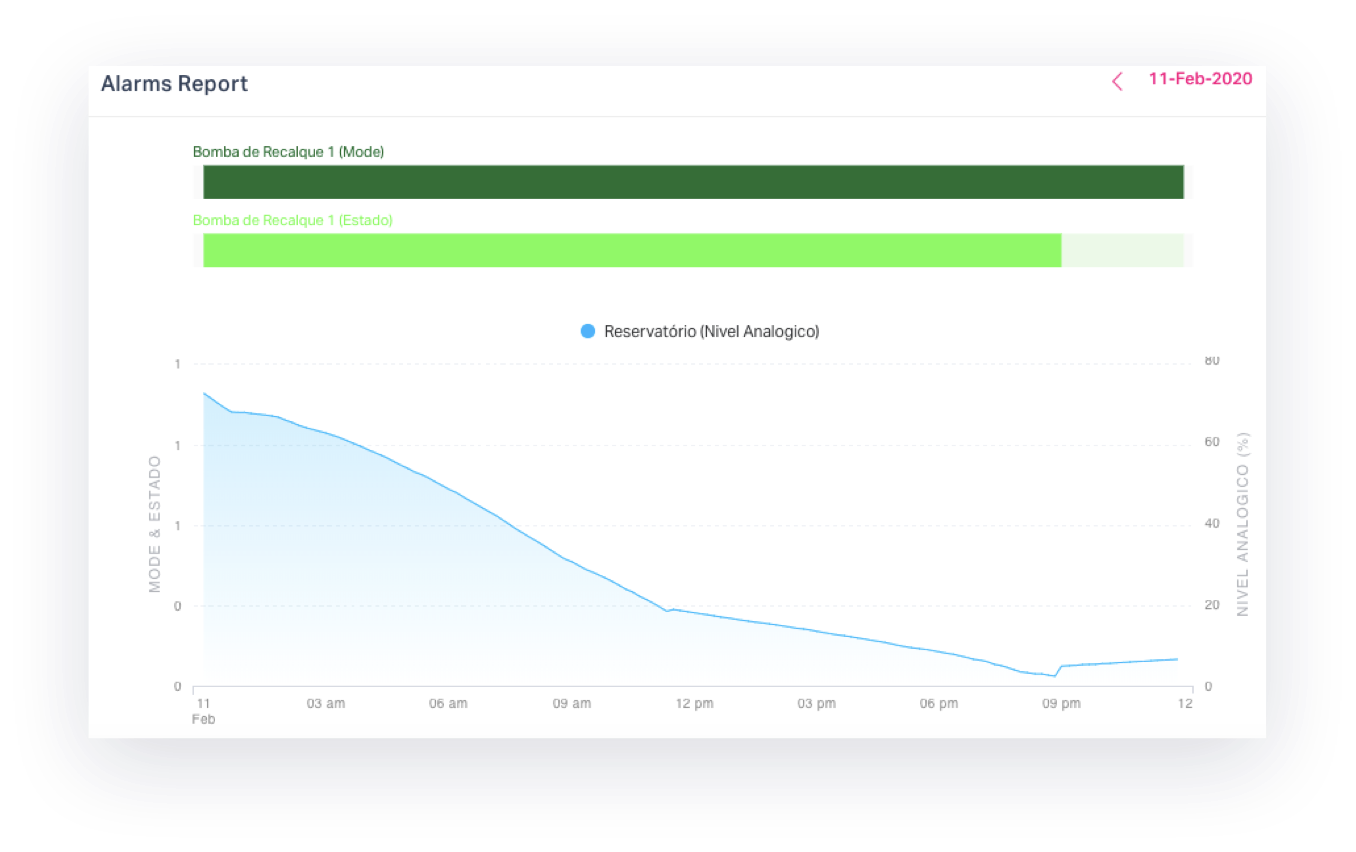 Alarms Report
11-Feb-2020
Bomba de Recalque 1 (Mode)
Bomba de Recalque 1 (Estado)
Reservatório (Nivel Analogico)
MODE & ESTADO
1
1
1
0
0
80
60
40
20
0
NIVEL ANALOGICO (%)
11 03 am 06 am 09 am 12 pm 03 pm 06 pm 09 pm 12
Feb